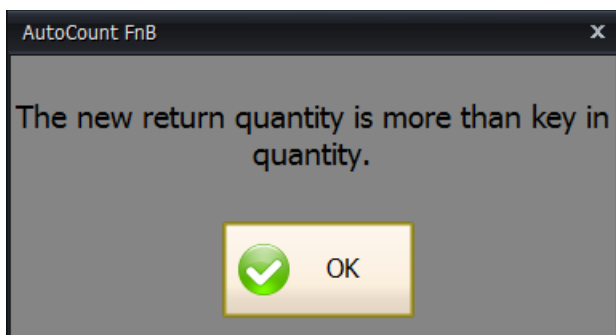 AutoCount FnB
x
The new return quantity is more than key in
quantity.
OK